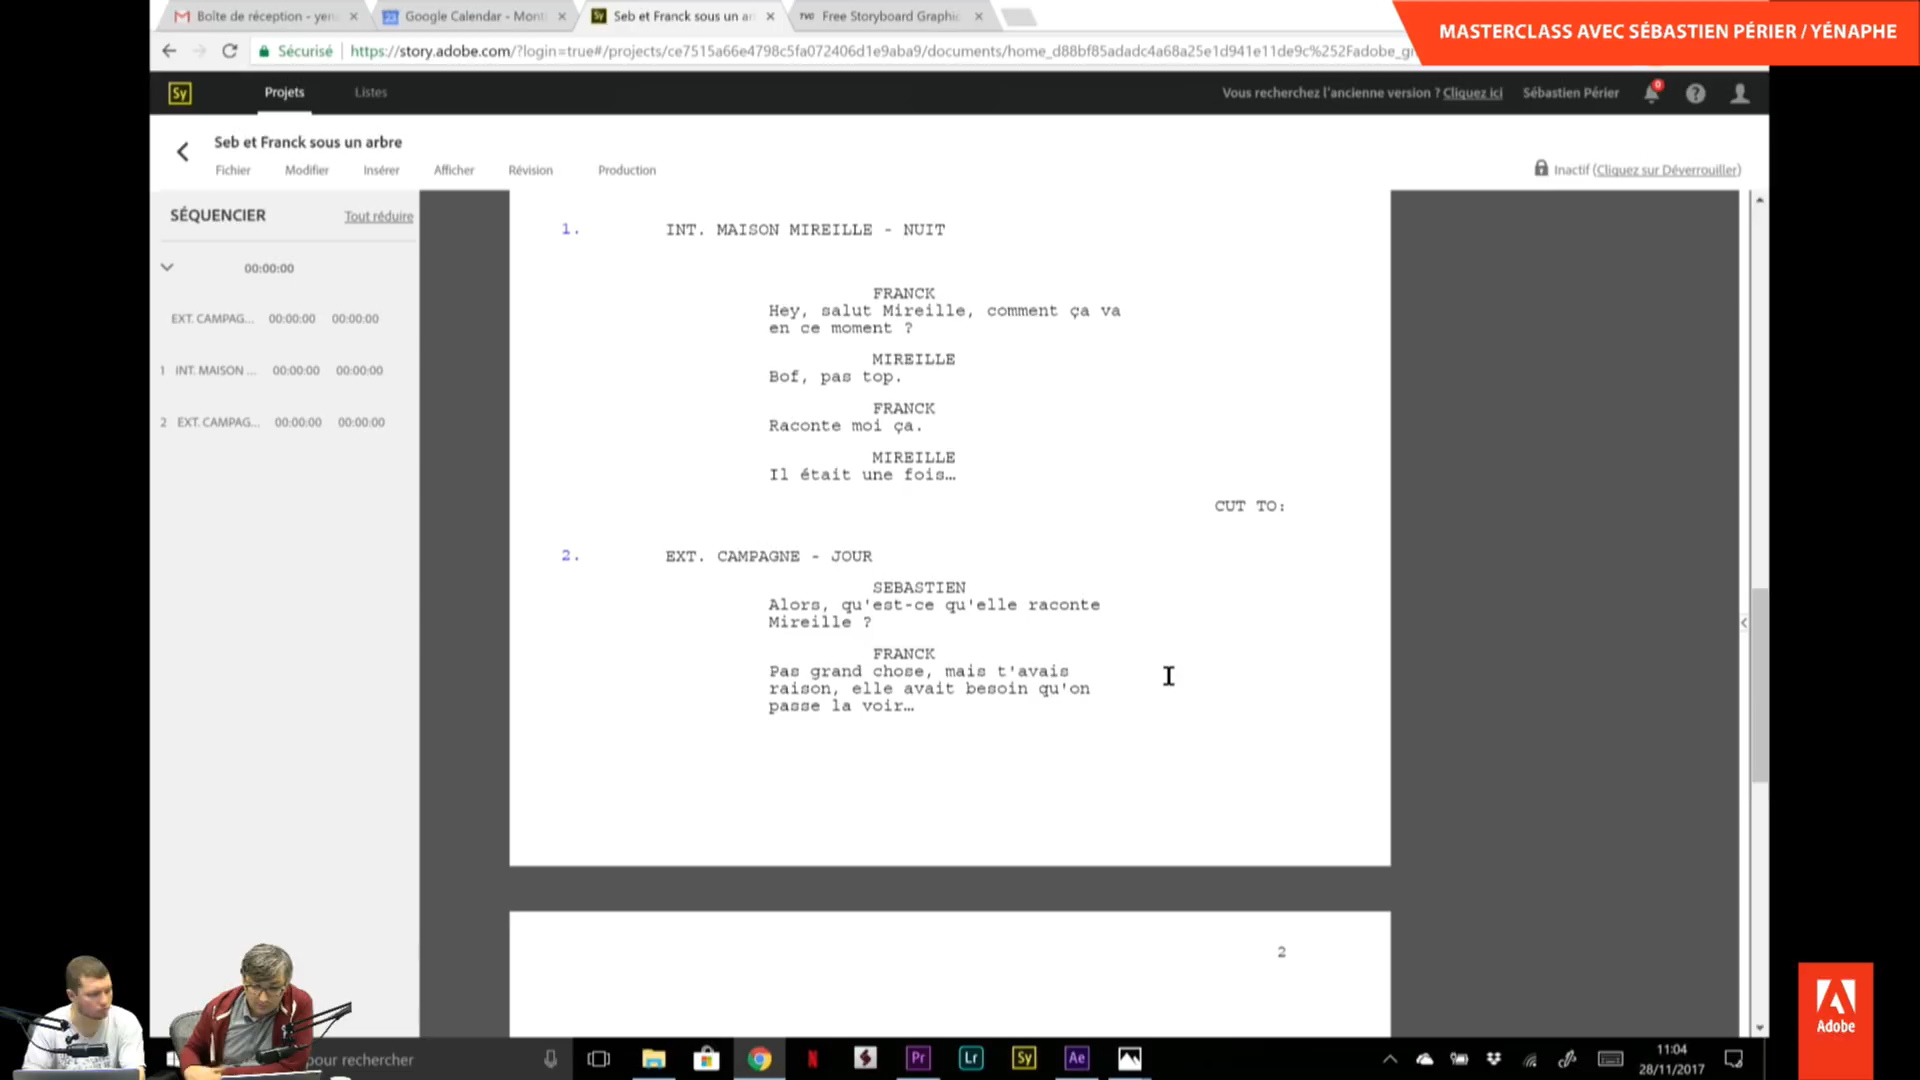 Boîte de réception - yen
Google Calendar - Mont
Seb et Franck sous un ar
TVO Free Storyboard Graphic
MASTERCLASS AVEC SÉBASTIEN PÉRIER / YÉNAPHE
Sécurisé https://story.adobe.com/?login=true#/projects/ce7515a66e4798c5fa072406d1e9aba9/documents/home_d88bf85adadc4a68a25e1d941e11de9c%252Fadobe_gr
Sy Projets Listes Vous recherchez l'ancienne version ? Cliquez ici Sébastien Périer 0 ?
Seb et Franck sous un arbre
Fichier Modifier Insérer Afficher Révision Production Inactif (Cliquez sur Déverrouiller)
SÉQUENCIER Tout réduire
00:00:00
EXT. CAMPAG... 00:00:00 00:00:00
1 INT. MAISON ... 00:00:00 00:00:00
2 EXT. CAMPAG... 00:00:00 00:00:00
1. INT. MAISON MIREILLE - NUIT
FRANCK
Hey, salut Mireille, comment ça va
en ce moment ?
MIREILLE
Bof, pas top.
FRANCK
Raconte moi ça.
MIREILLE
Il était une fois…
CUT TO:
2. EXT. CAMPAGNE - JOUR
SEBASTIEN
Alors, qu'est-ce qu'elle raconte
Mireille ?
FRANCK
Pas grand chose, mais t'avais
raison, elle avait besoin qu'on
passe la voir…
2
Adobe
pour rechercher
Pr Lr Sy Ae
11:04
28/11/2017